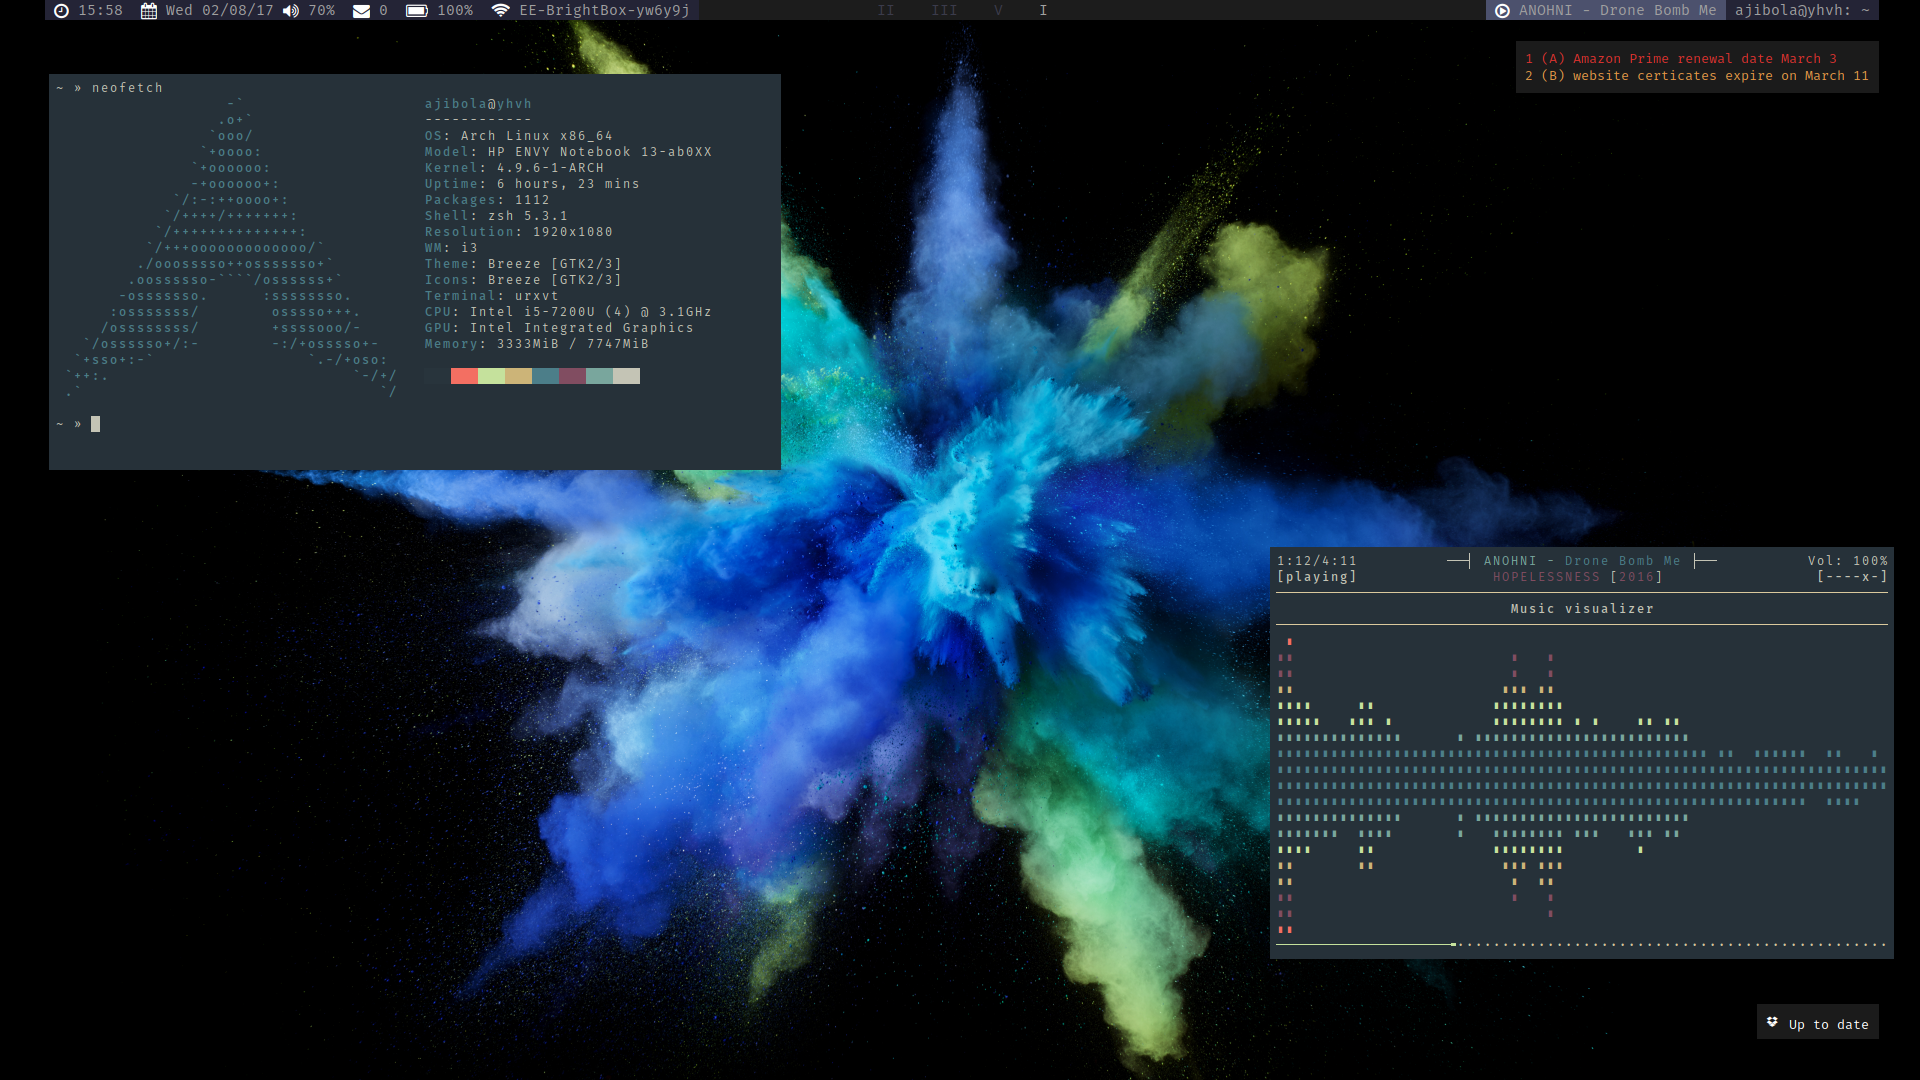 15:58 Wed 02/08/17 70% 0 100% EE-BrightBox-yw6y9j
II III V I
ANOHNI - Drone Bomb Me ajibola@yhvh: ~
1 (A) Amazon Prime renewal date March 3
2 (B) website certicates expire on March 11
~ » neofetch
ajibola@yhvh
------------
OS: Arch Linux x86_64
Model: HP ENVY Notebook 13-ab0XX
Kernel: 4.9.6-1-ARCH
Uptime: 6 hours, 23 mins
Packages: 1112
Shell: zsh 5.3.1
Resolution: 1920x1080
WM: i3
Theme: Breeze [GTK2/3]
Icons: Breeze [GTK2/3]
Terminal: urxvt
CPU: Intel i5-7200U (4) @ 3.1GHz
GPU: Intel Integrated Graphics
Memory: 3333MiB / 7747MiB
~ »
1:12/4:11 ANOHNI - Drone Bomb Me Vol: 100%
[playing] HOPELESSNESS [2016] [----x-]
Music visualizer
Up to date